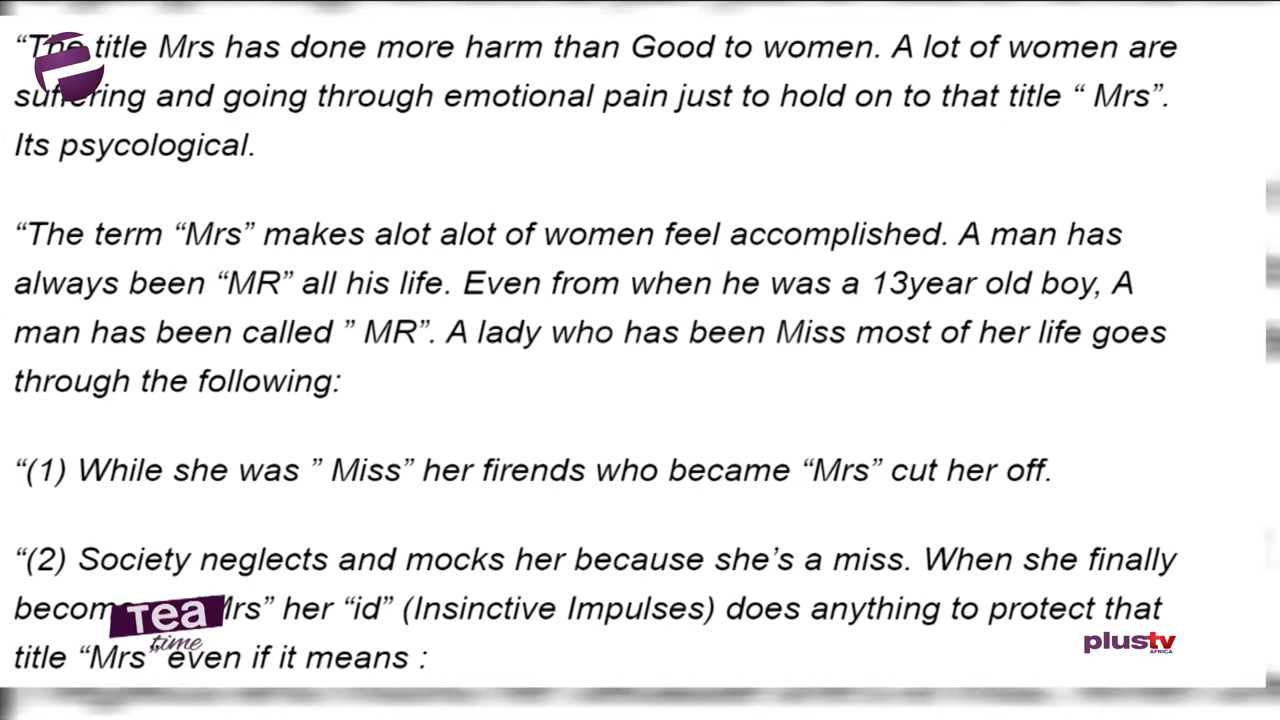 “The title Mrs has done more harm than Good to women. A lot of women are
suffering and going through emotional pain just to hold on to that title “ Mrs”.
Its psycological.
“The term “Mrs” makes alot alot of women feel accomplished. A man has
always been “MR” all his life. Even from when he was a 13year old boy, A
man has been called ” MR”. A lady who has been Miss most of her life goes
through the following:
“(1) While she was ” Miss” her firends who became “Mrs” cut her off.
“(2) Society neglects and mocks her because she’s a miss. When she finally
“Mrs” her “id” (Insinctive Impulses) does anything to protect that
title “Mrs” even if it means :
Tea
time
plustv
AFRICA